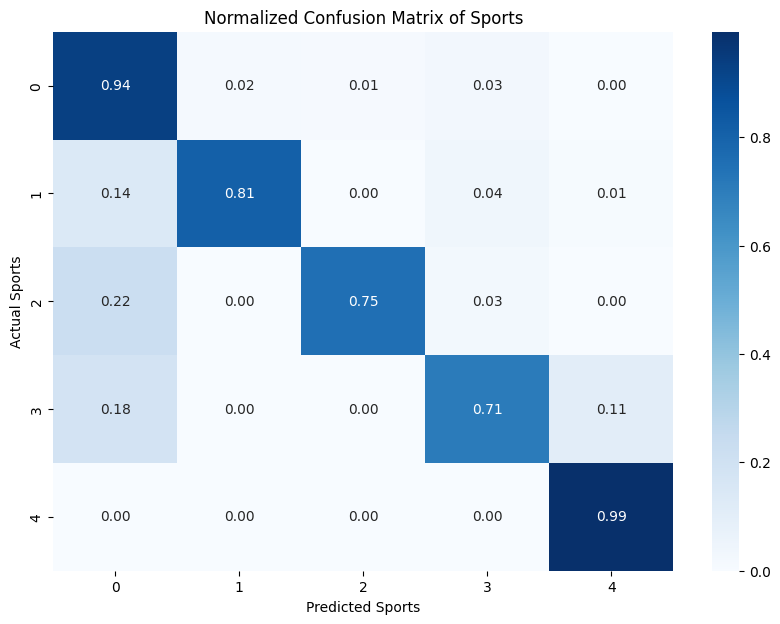 Normalized Confusion Matrix of Sports
0 0.94 0.02 0.01 0.03 0.00
1 0.14 0.81 0.00 0.04 0.01
2 0.22 0.00 0.75 0.03 0.00
3 0.18 0.00 0.00 0.71 0.11
4 0.00 0.00 0.00 0.00 0.99
0 1 2 3 4
Actual Sports
Predicted Sports
0.8
0.6
0.4
0.2
0.0